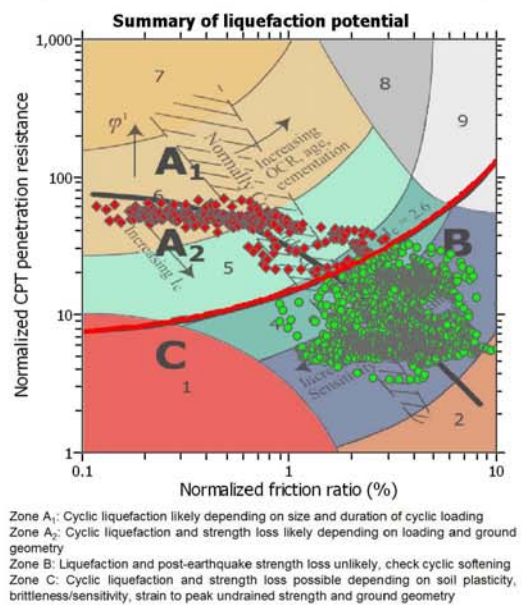 Summary of liquefaction potential
1,000
7
8
9
φ'
A1
Normally C
Increasing
OCR, age,
cementation
100
6
Ic = 2.6
A2
B
Increasing Ic
5
10
4
C
1
Sensitivity
2
1
0.1
1
10
Normalized CPT penetration resistance
Normalized friction ratio (%)
Zone A1: Cyclic liquefaction likely depending on size and duration of cyclic loading
Zone A2: Cyclic liquefaction and strength loss likely depending on loading and ground
geometry
Zone B: Liquefaction and post-earthquake strength loss unlikely, check cyclic softening
Zone C: Cyclic liquefaction and strength loss possible depending on soil plasticity,
brittleness/sensitivity, strain to peak undrained strength and ground geometry